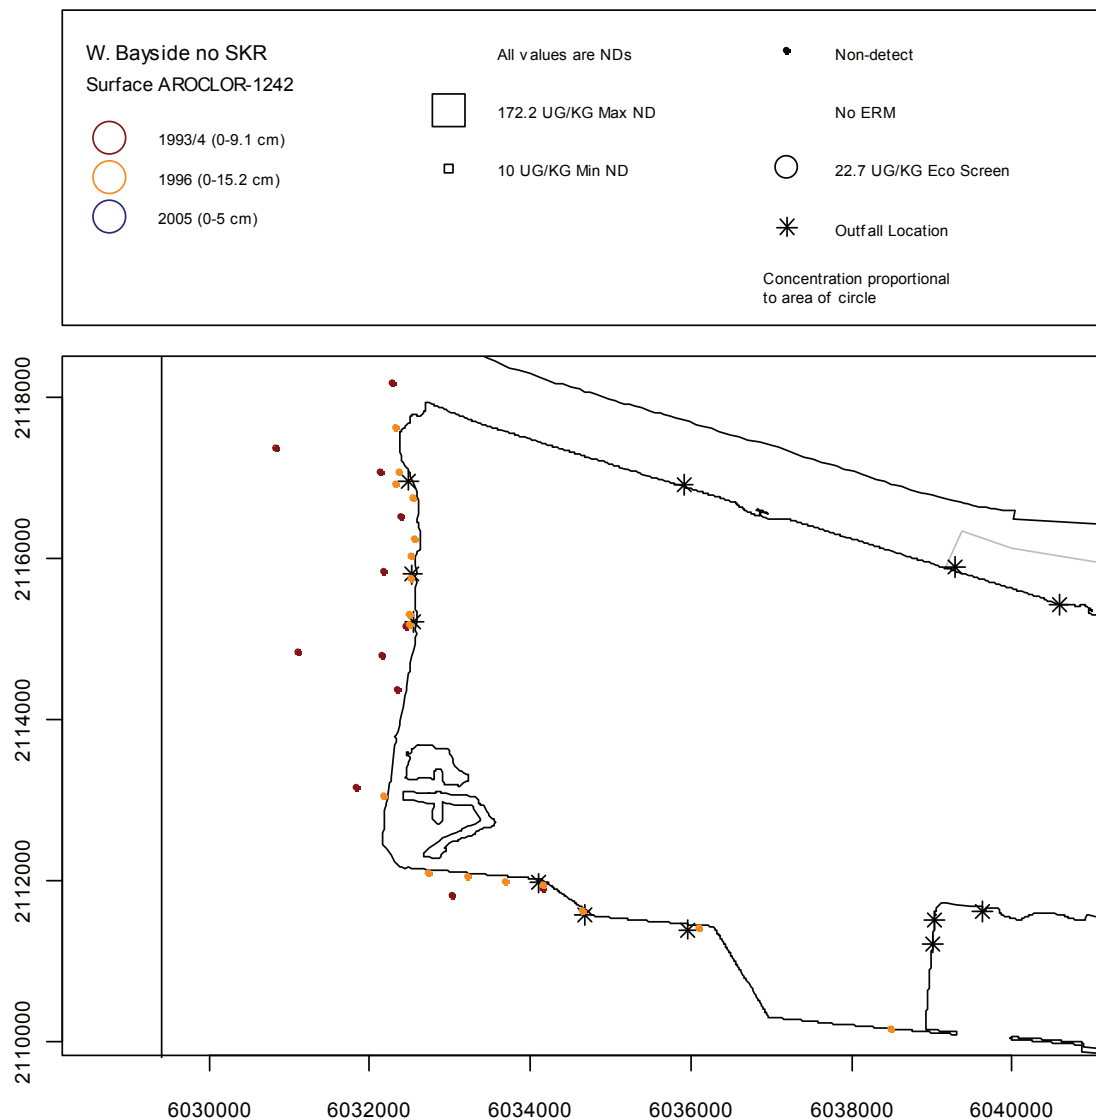 W. Bayside no SKR
Surface AROCLOR-1242
1993/4 (0-9.1 cm)
1996 (0-15.2 cm)
2005 (0-5 cm)
All values are NDs
172.2 UG/KG Max ND
10 UG/KG Min ND
Non-detect
No ERM
22.7 UG/KG Eco Screen
Outfall Location
Concentration proportional
to area of circle
2118000
2116000
2114000
2112000
2110000
6030000 6032000 6034000 6036000 6038000 6040000